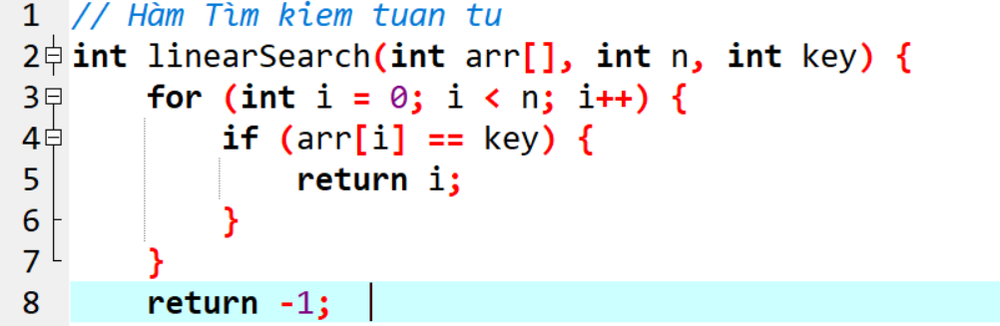 1 // Hàm Tìm kiem tuan tu
2 int linearSearch(int arr[], int n, int key) {
3 for (int i = 0; i < n; i++) {
4 if (arr[i] == key) {
5 return i;
6 }
7 }
8 return -1;